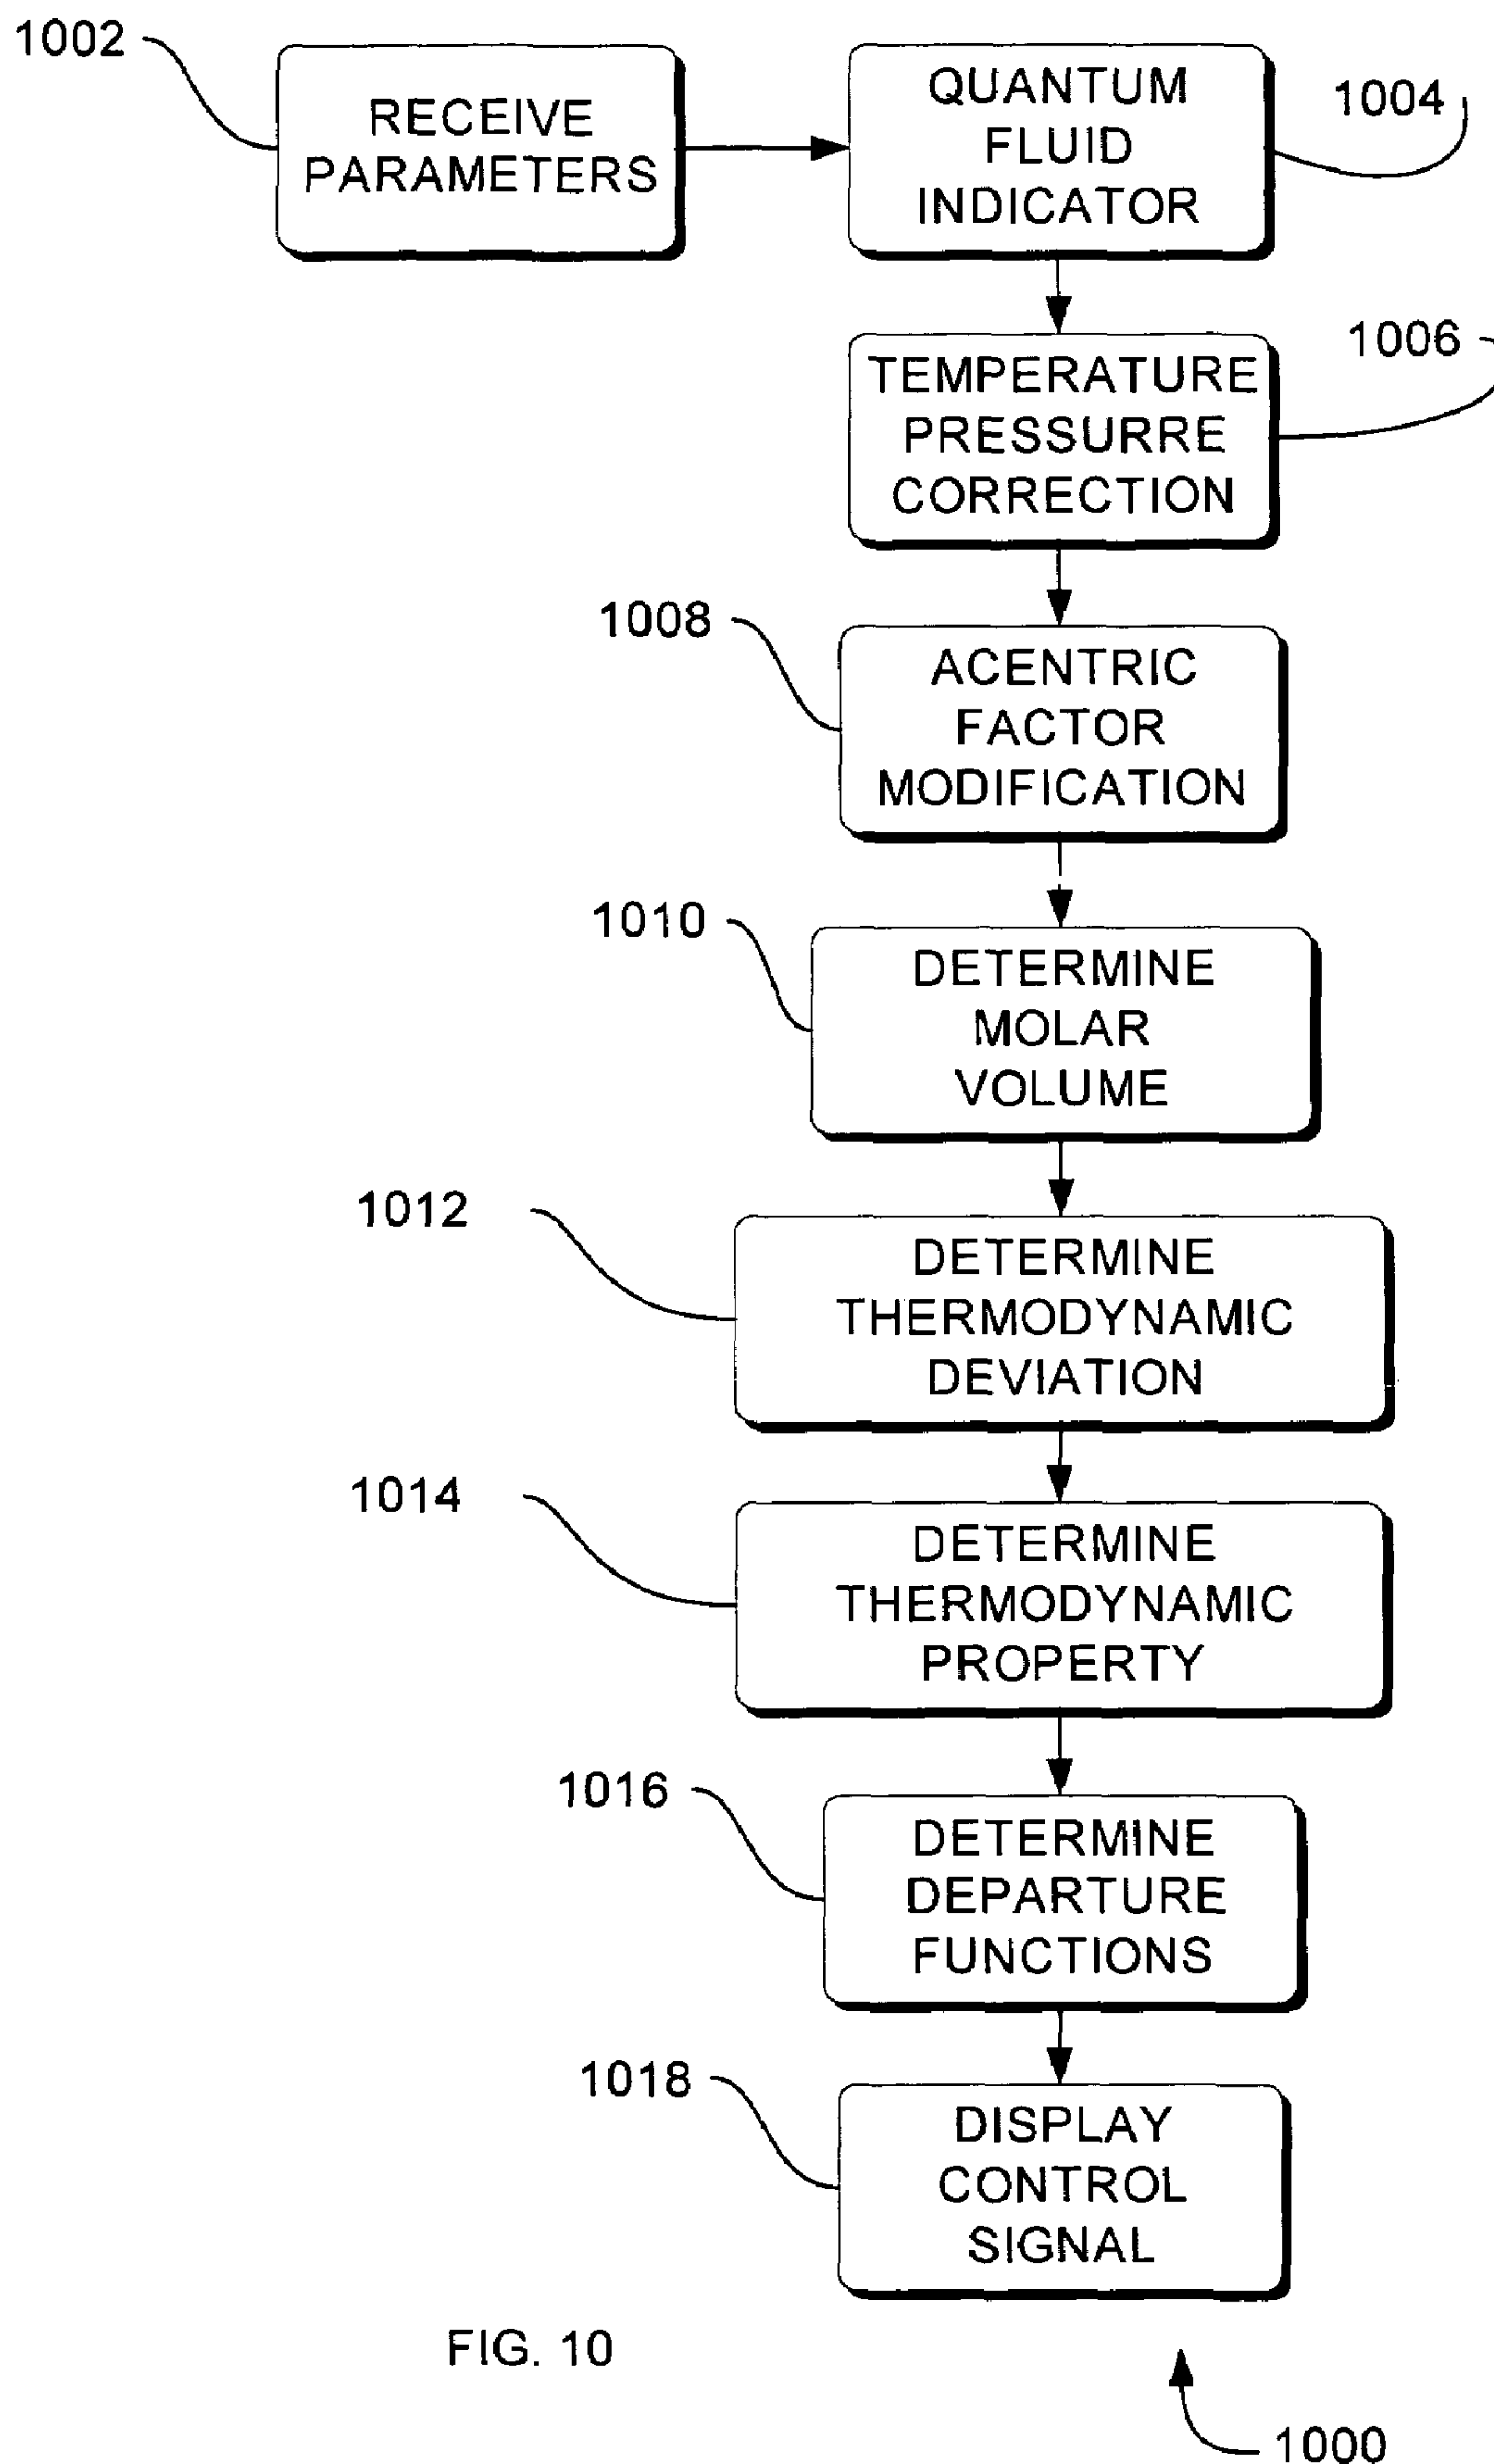 1002
RECEIVE
PARAMETERS
QUANTUM
FLUID
INDICATOR
1004
TEMPERATURE
PRESSURRE
CORRECTION
1006
1008
ACENTRIC
FACTOR
MODIFICATION
1010
DETERMINE
MOLAR
VOLUME
1012
DETERMINE
THERMODYNAMIC
DEVIATION
1014
DETERMINE
THERMODYNAMIC
PROPERTY
1016
DETERMINE
DEPARTURE
FUNCTIONS
1018
DISPLAY
CONTROL
SIGNAL
FIG. 10
1000